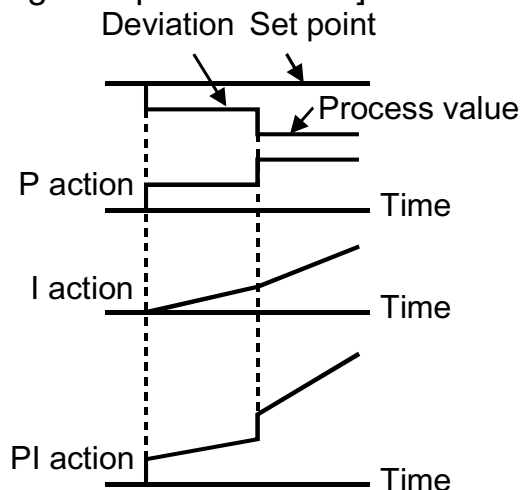 Deviation Set point
Process value
P action
Time
I action
Time
PI action
Time